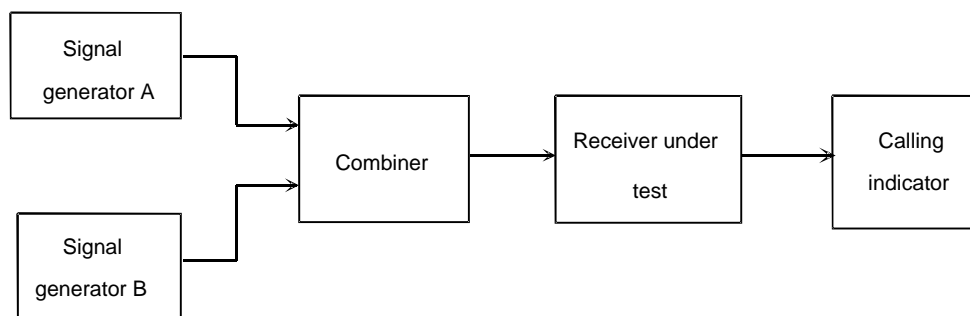 Signal
generator A
Combiner
Receiver under
test
Calling
indicator
Signal
generator B